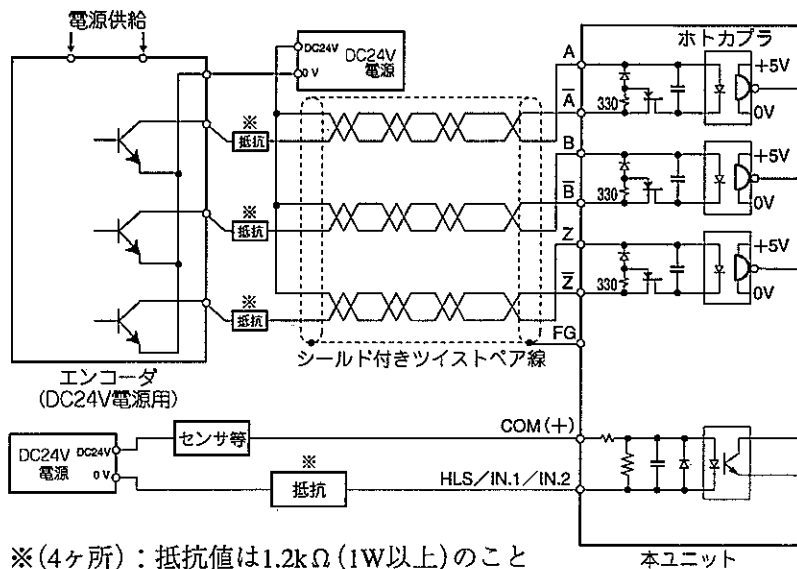 電源供給
DC24V
DC24V
電源
0V
ホトカプラ
A
+5V
※
抵抗
A̅
330
0V
B
+5V
※
抵抗
B̅
330
0V
Z
+5V
※
抵抗
Z̅
330
0V
FG
シールド付きツイストペア線
エンコーダ
(DC24V電源用)
DC24V
電源
DC24V
0V
センサ等
COM(+)
※
抵抗
HLS/IN.1/IN.2
※(4ヶ所)：抵抗値は1.2kΩ(1W以上)のこと
本ユニット